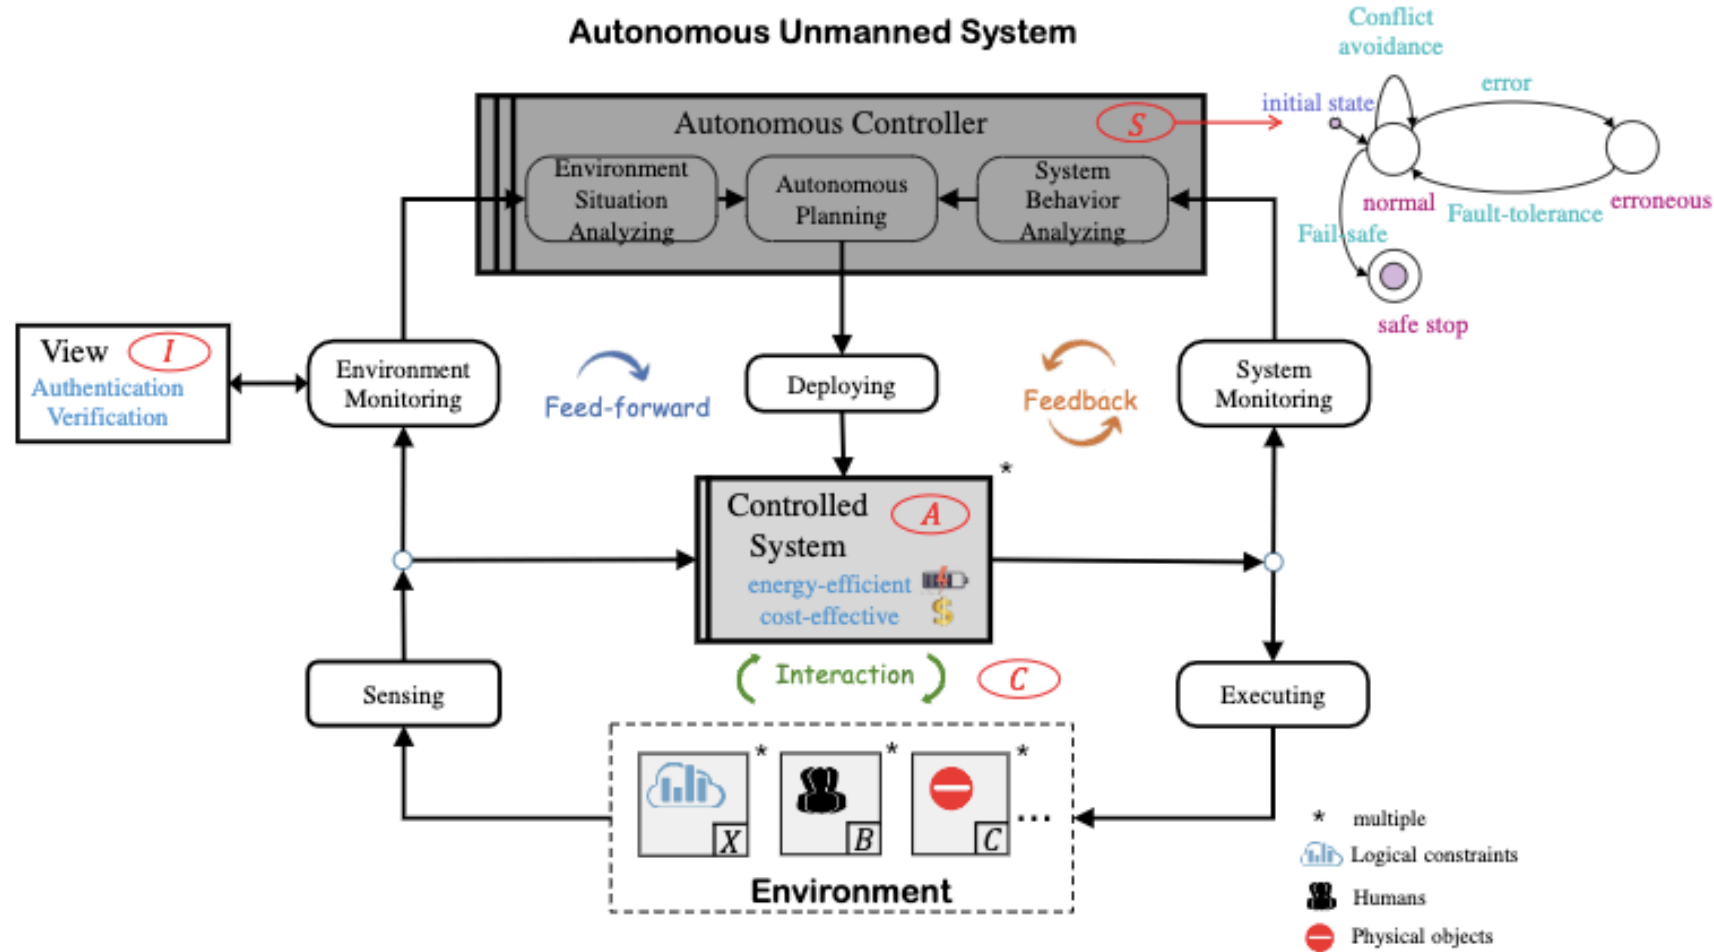 Autonomous Unmanned System
Conflict
avoidance
error
initial state
normal
Fault-tolerance
erroneous
Fail-safe
safe stop
Autonomous Controller
S
Environment
Situation
Analyzing
Autonomous
Planning
System
Behavior
Analyzing
View
I
Authentication
Verification
Environment
Monitoring
Feed-forward
Deploying
Feedback
System
Monitoring
*
Controlled
System
A
energy-efficient
cost-effective
$
Interaction
C
Sensing
Executing
*
X
*
B
*
C
...
Environment
* multiple
Logical constraints
Humans
Physical objects